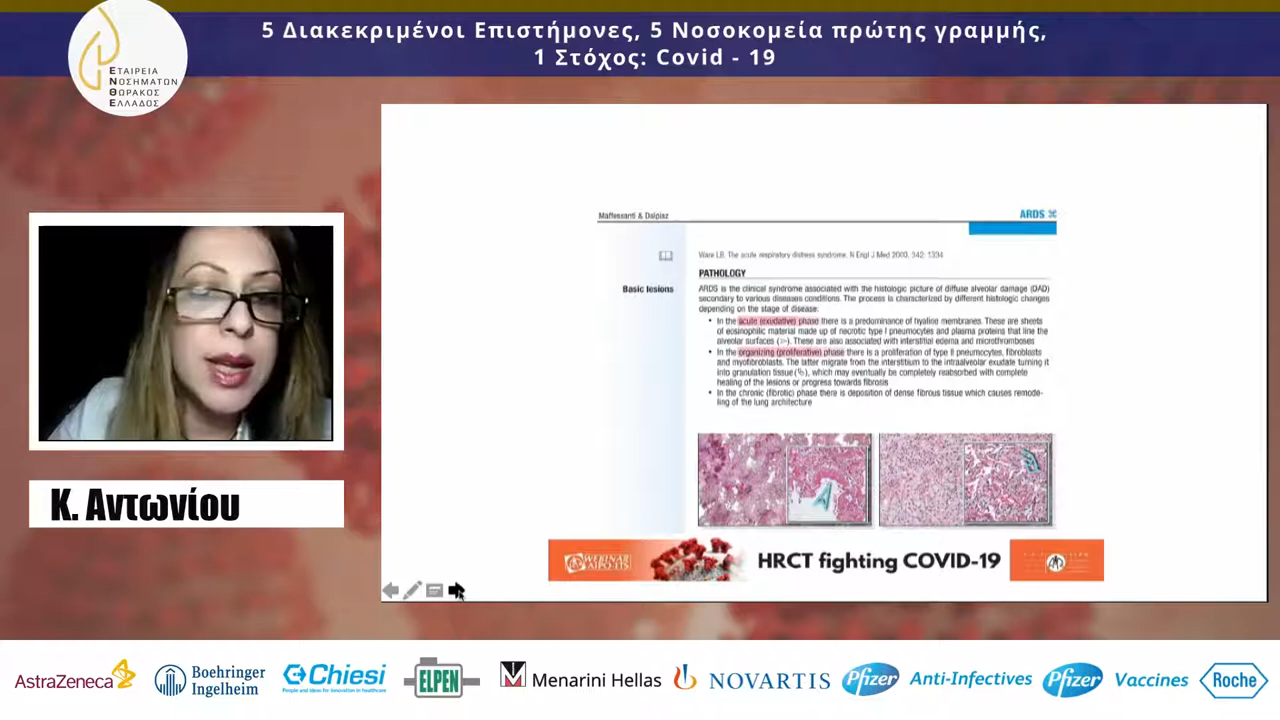 5 Διακεκριμένοι Επιστήμονες, 5 Νοσοκομεία πρώτης γραμμής,
1 Στόχος: Covid - 19
ΕΤΑΙΡΕΙΑ
ΝΟΣΗΜΑΤΩΝ
ΘΩΡΑΚΟΣ
ΕΛΛΑΔΟΣ
Κ. Αντωνίου
Maffessanti & Dalpiaz
ARDS
Ware LB. The acute respiratory distress syndrome. N Engl J Med 2000, 342: 1334
PATHOLOGY
Basic lesions
ARDS is the clinical syndrome associated with the histologic picture of diffuse alveolar damage (DAD)
secondary to various diseases conditions. The process is characterized by different histologic changes
depending on the stage of disease:
• In the acute (exudative) phase there is a predominance of hyaline membranes. These are sheets
of eosinophilic material made up of necrotic type I pneumocytes and plasma proteins that line the
alveolar surfaces (>). These are also associated with interstitial edema and microthromboses
• In the organizing (proliferative) phase there is a proliferation of type II pneumocytes, fibroblasts
and myofibroblasts. The latter migrate from the interstitium to the intraalveolar exudate turning it
into granulation tissue, which may eventually be completely reabsorbed with complete
healing of the lesions or progress towards fibrosis
• In the chronic (fibrotic) phase there is deposition of dense fibrous tissue which causes remode-
ling of the lung architecture
WEBINAR
HRCT fighting COVID-19
AstraZeneca
Boehringer
Ingelheim
Chiesi
People and ideas for innovation in healthcare
ELPEN
Menarini Hellas
NOVARTIS
Pfizer
Anti-Infectives
Pfizer
Vaccines
Roche